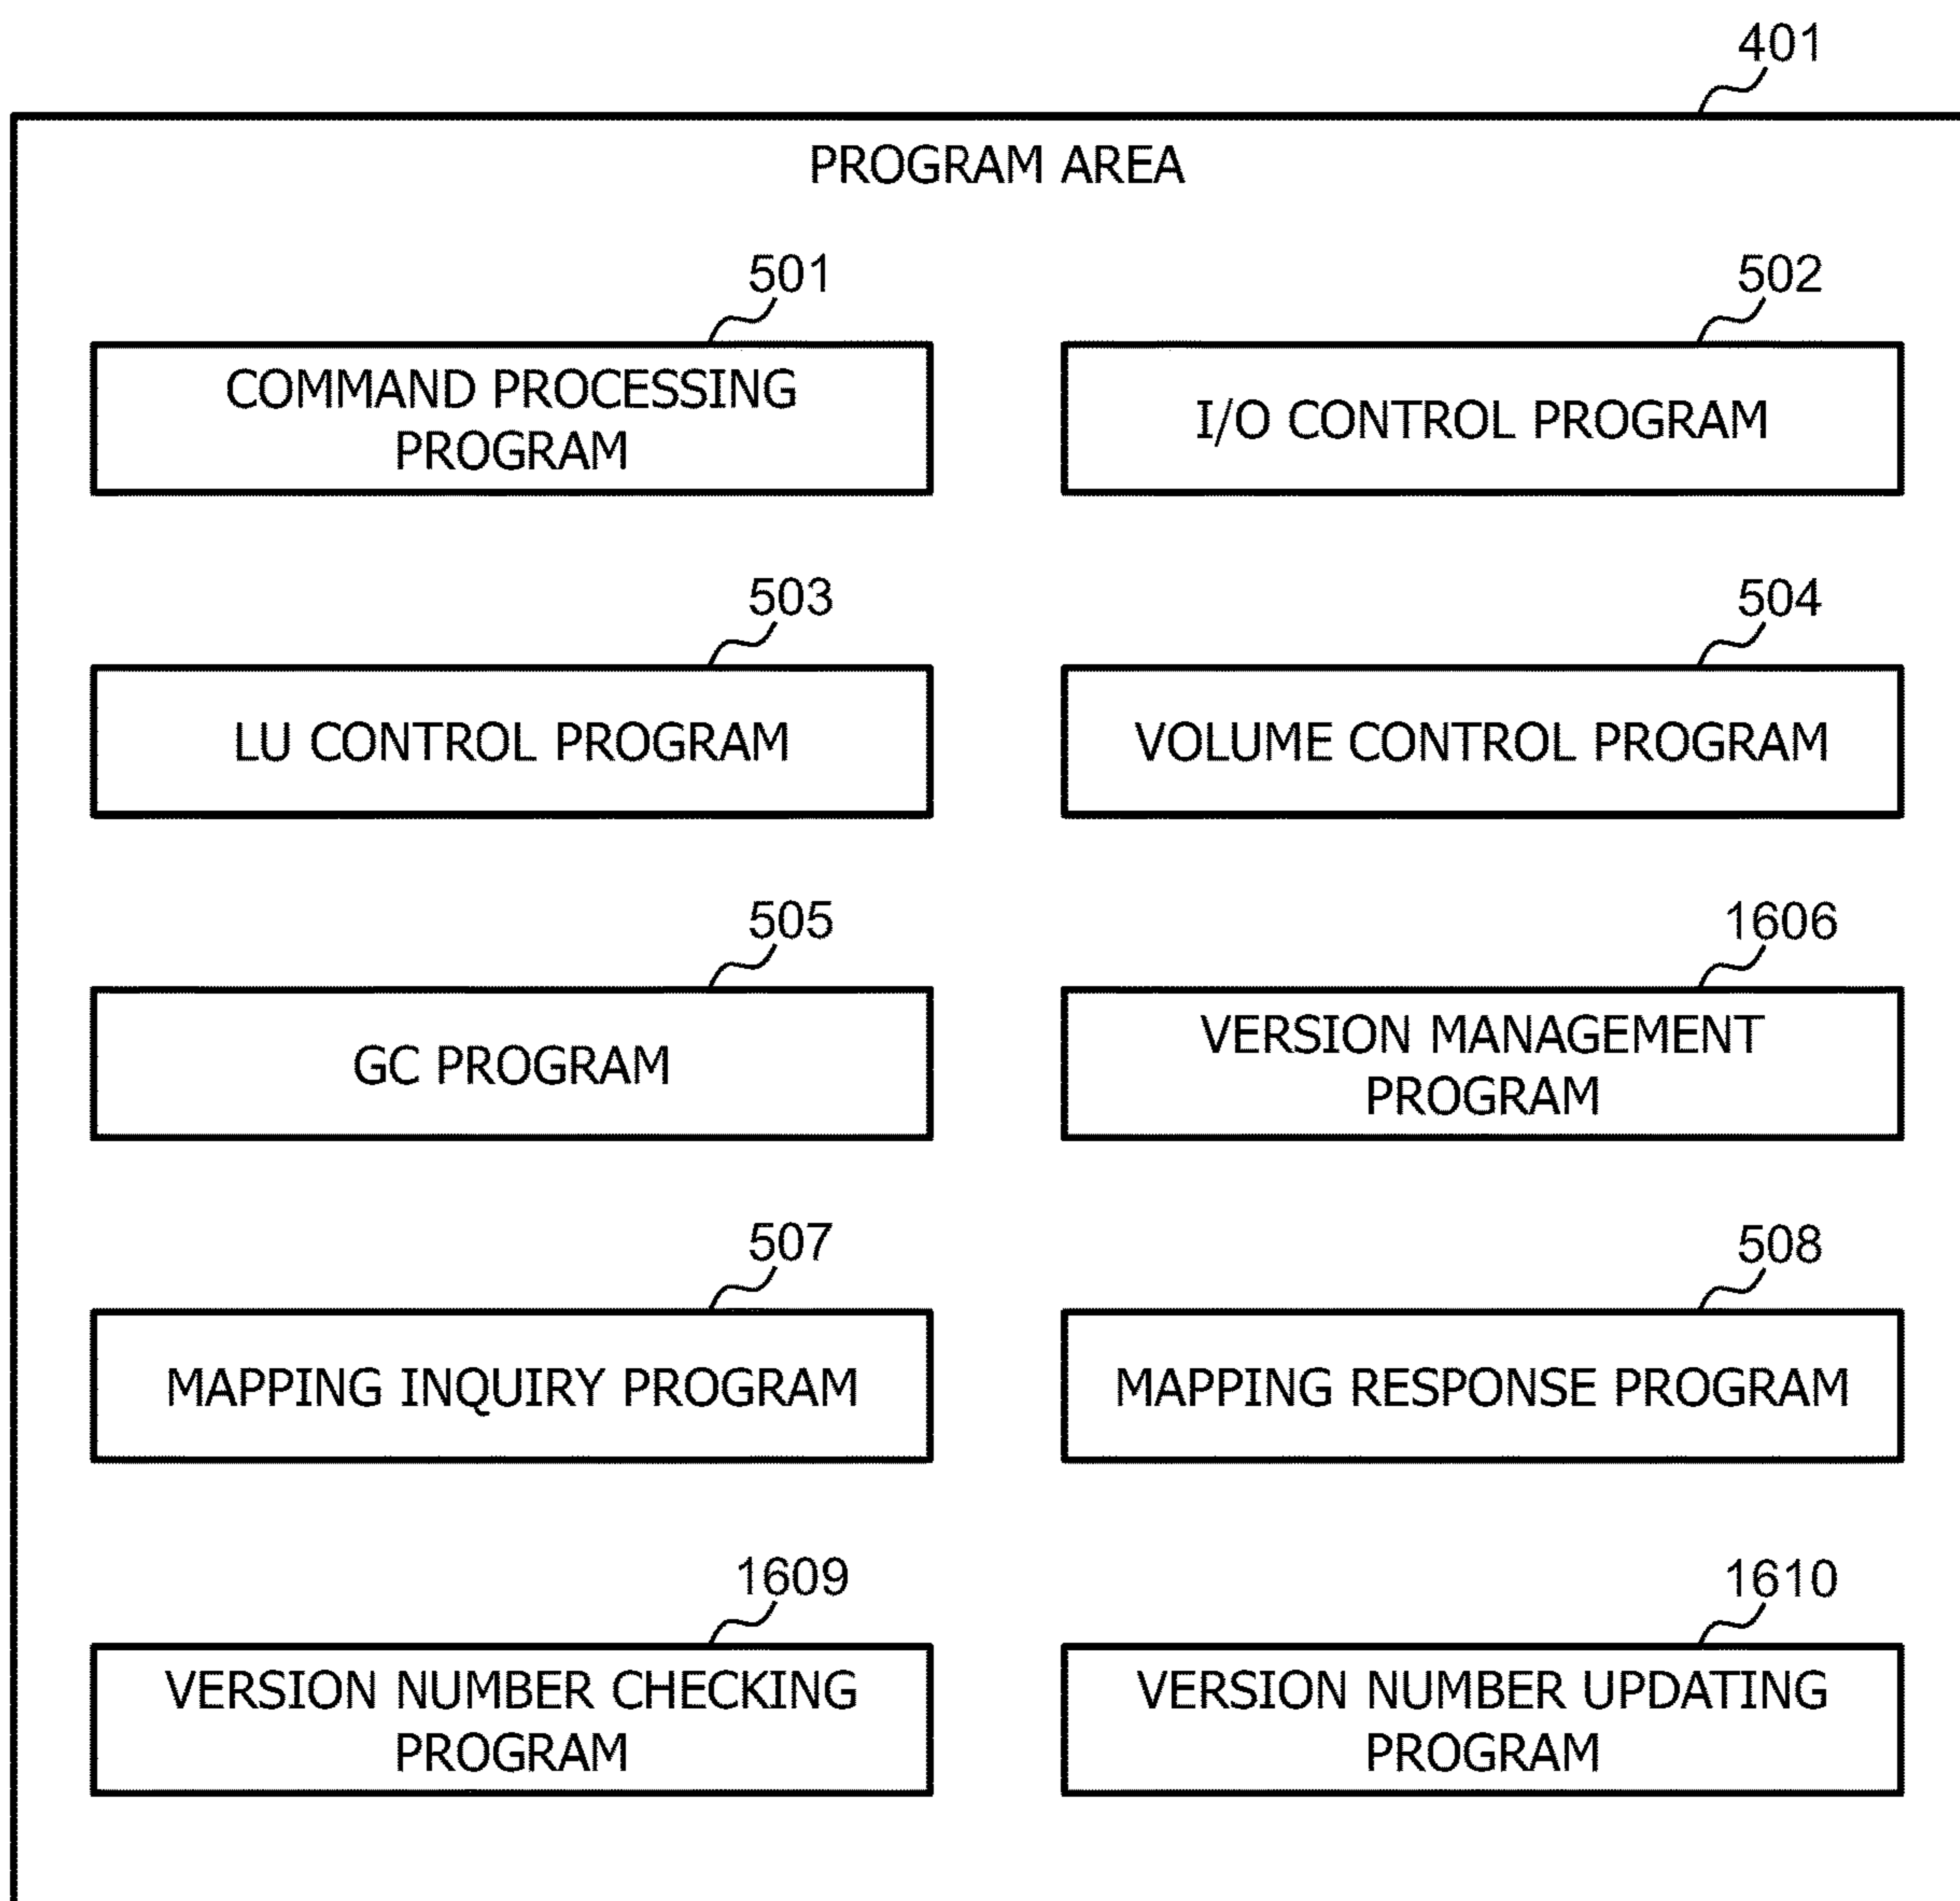 401
PROGRAM AREA
501
502
COMMAND PROCESSING
PROGRAM
I/O CONTROL PROGRAM
503
504
LU CONTROL PROGRAM
VOLUME CONTROL PROGRAM
505
1606
GC PROGRAM
VERSION MANAGEMENT
PROGRAM
507
508
MAPPING INQUIRY PROGRAM
MAPPING RESPONSE PROGRAM
1609
1610
VERSION NUMBER CHECKING
PROGRAM
VERSION NUMBER UPDATING
PROGRAM